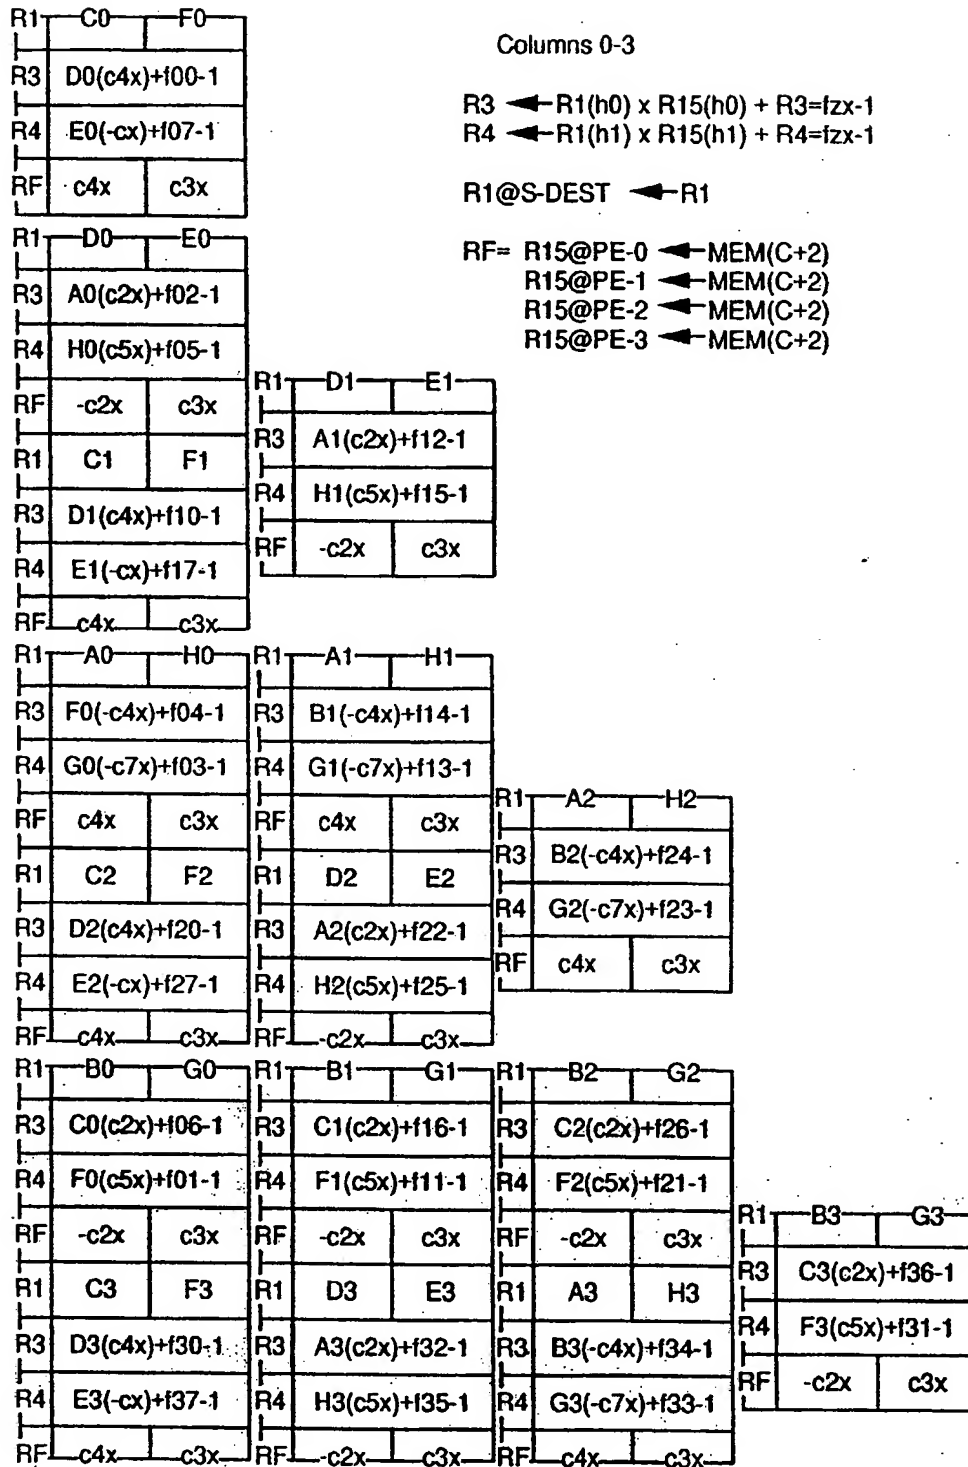 Columns 0-3
R3 ◄─ R1(h0) x R15(h0) + R3=fzx-1
R4 ◄─ R1(h1) x R15(h1) + R4=fzx-1
R1@S-DEST ◄─ R1
RF= R15@PE-0 ◄─ MEM(C+2)
R15@PE-1 ◄─ MEM(C+2)
R15@PE-2 ◄─ MEM(C+2)
R15@PE-3 ◄─ MEM(C+2)
R1 C0 F0
R3 D0(c4x)+f00-1
R4 E0(-cx)+f07-1
RF c4x c3x
R1 D0 E0
R3 A0(c2x)+f02-1
R4 H0(c5x)+f05-1
RF -c2x c3x
R1 C1 F1
R3 D1(c4x)+f10-1
R4 E1(-cx)+f17-1
RF c4x c3x
R1 D1 E1
R3 A1(c2x)+f12-1
R4 H1(c5x)+f15-1
RF -c2x c3x
R1 A0 H0
R3 F0(-c4x)+f04-1
R4 G0(-c7x)+f03-1
RF c4x c3x
R1 C2 F2
R3 D2(c4x)+f20-1
R4 E2(-cx)+f27-1
RF c4x c3x
R1 A1 H1
R3 B1(-c4x)+f14-1
R4 G1(-c7x)+f13-1
RF c4x c3x
R1 D2 E2
R3 A2(c2x)+f22-1
R4 H2(c5x)+f25-1
RF -c2x c3x
R1 A2 H2
R3 B2(-c4x)+f24-1
R4 G2(-c7x)+f23-1
RF c4x c3x
R1 B0 G0
R3 C0(c2x)+f06-1
R4 F0(c5x)+f01-1
RF -c2x c3x
R1 C3 F3
R3 D3(c4x)+f30-1
R4 E3(-cx)+f37-1
RF c4x c3x
R1 B1 G1
R3 C1(c2x)+f16-1
R4 F1(c5x)+f11-1
RF -c2x c3x
R1 D3 E3
R3 A3(c2x)+f32-1
R4 H3(c5x)+f35-1
RF -c2x c3x
R1 B2 G2
R3 C2(c2x)+f26-1
R4 F2(c5x)+f21-1
RF -c2x c3x
R1 A3 H3
R3 B3(-c4x)+f34-1
R4 G3(-c7x)+f33-1
RF c4x c3x
R1 B3 G3
R3 C3(c2x)+f36-1
R4 F3(c5x)+f31-1
RF -c2x c3x